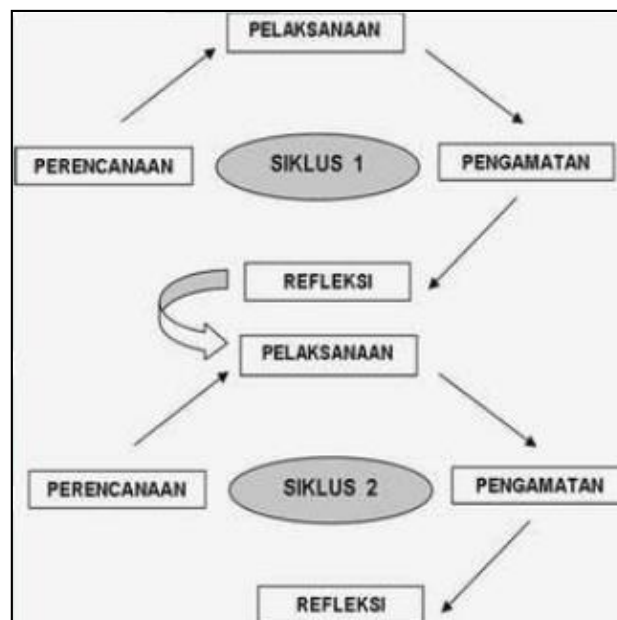 PELAKSANAAN
PERENCANAAN
SIKLUS 1
PENGAMATAN
REFLEKSI
PELAKSANAAN
PERENCANAAN
SIKLUS 2
PENGAMATAN
REFLEKSI